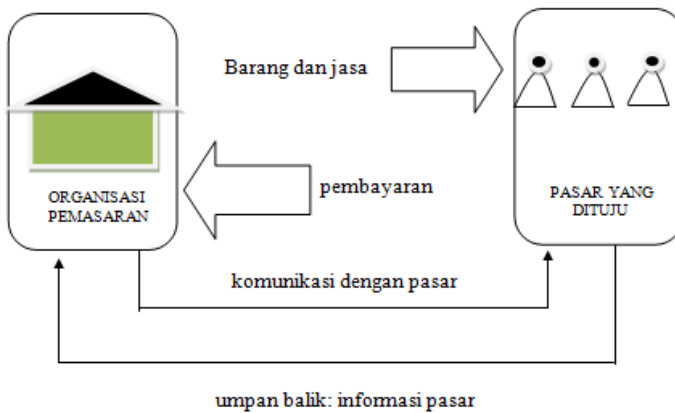 Barang dan jasa
pembayaran
ORGANISASI
PEMASARAN
PASAR YANG
DITUJU
komunikasi dengan pasar
umpan balik: informasi pasar